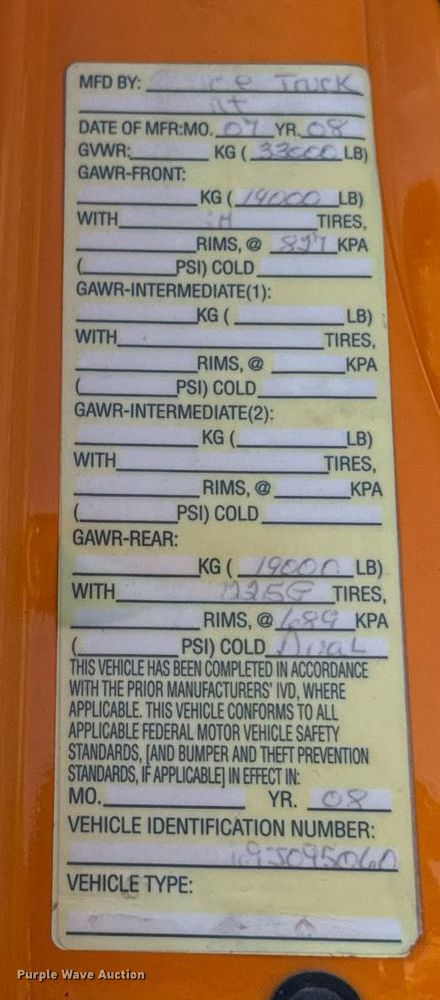 MFD BY: Truck
DATE OF MFR:MO. 07 YR. 08
GVWR: KG ( 33000 LB)
GAWR-FRONT:
KG ( 14000 LB)
WITH H TIRES,
RIMS, @ 827 KPA
( PSI) COLD
GAWR-INTERMEDIATE(1):
KG ( LB)
WITH TIRES,
RIMS, @ KPA
( PSI) COLD
GAWR-INTERMEDIATE(2):
KG ( LB)
WITH TIRES,
RIMS, @ KPA
( PSI) COLD
GAWR-REAR:
KG ( 19000 LB)
WITH 225G TIRES,
RIMS, @ 689 KPA
( PSI) COLD Dual
THIS VEHICLE HAS BEEN COMPLETED IN ACCORDANCE
WITH THE PRIOR MANUFACTURERS' IVD, WHERE
APPLICABLE. THIS VEHICLE CONFORMS TO ALL
APPLICABLE FEDERAL MOTOR VEHICLE SAFETY
STANDARDS, [AND BUMPER AND THEFT PREVENTION
STANDARDS, IF APPLICABLE] IN EFFECT IN:
MO. YR. 08
VEHICLE IDENTIFICATION NUMBER:
VEHICLE TYPE:
Purple Wave Auction